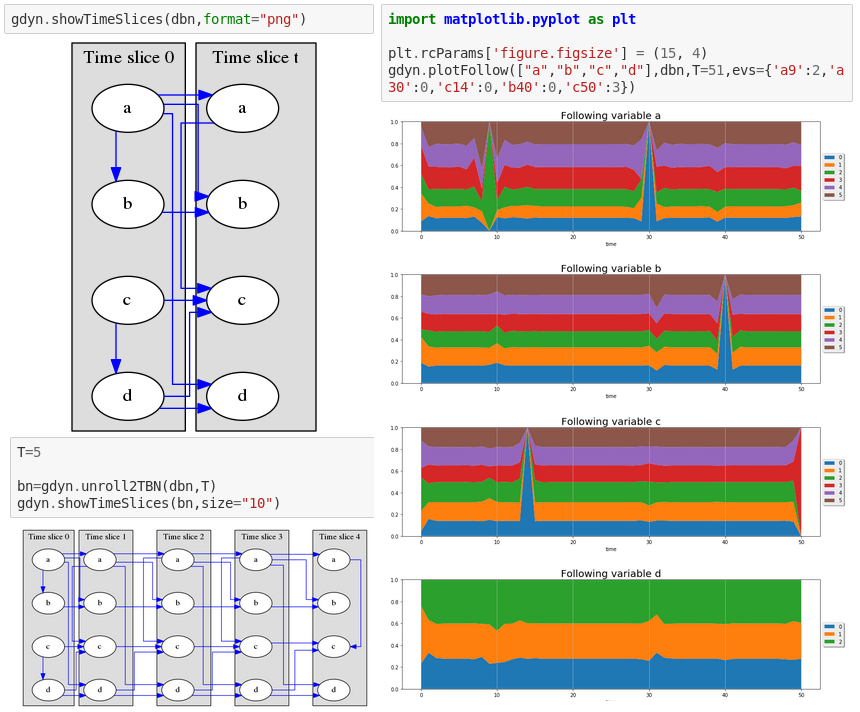 gdyn.showTimeSlices(dbn,format="png")
Time slice 0
Time slice t
a
a
b
b
c
c
d
d
T=5
bn=gdyn.unroll2TBN(dbn,T)
gdyn.showTimeSlices(bn,size="10")
Time slice 0 Time slice 1 Time slice 2 Time slice 3 Time slice 4
a a a a a
b b b b b
c c c c c
d d d d d
import matplotlib.pyplot as plt
plt.rcParams['figure.figsize'] = (15, 4)
gdyn.plotFollow(["a","b","c","d"],dbn,T=51,evs={'a9':2,'a
30':0,'c14':0,'b40':0,'c50':3})
Following variable a
1.0
0.8
0.6
0.4
0.2
0.0
0 10 20 30 40 50
time
0
1
2
3
4
5
Following variable b
1.0
0.8
0.6
0.4
0.2
0.0
0 10 20 30 40 50
time
0
1
2
3
4
5
Following variable c
1.0
0.8
0.6
0.4
0.2
0.0
0 10 20 30 40 50
time
0
1
2
3
4
5
Following variable d
1.0
0.8
0.6
0.4
0.2
0.0
0 10 20 30 40 50
0
1
2